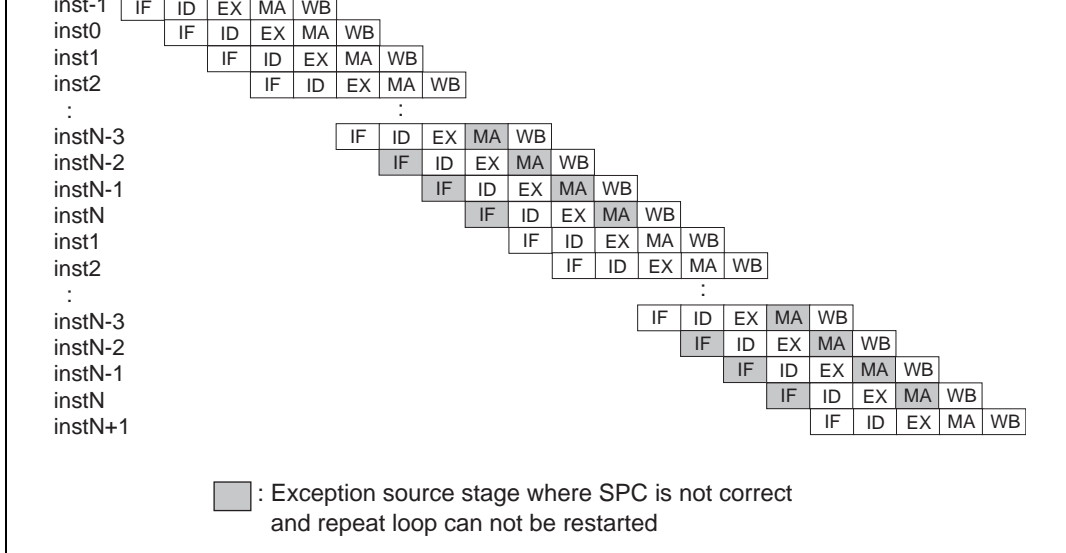 inst-1 IF ID EX MA WB
inst0 IF ID EX MA WB
inst1 IF ID EX MA WB
inst2 IF ID EX MA WB
: :
instN-3 IF ID EX MA WB
instN-2 IF ID EX MA WB
instN-1 IF ID EX MA WB
instN IF ID EX MA WB
inst1 IF ID EX MA WB
inst2 IF ID EX MA WB
: :
instN-3 IF ID EX MA WB
instN-2 IF ID EX MA WB
instN-1 IF ID EX MA WB
instN IF ID EX MA WB
instN+1 IF ID EX MA WB
: Exception source stage where SPC is not correct
and repeat loop can not be restarted